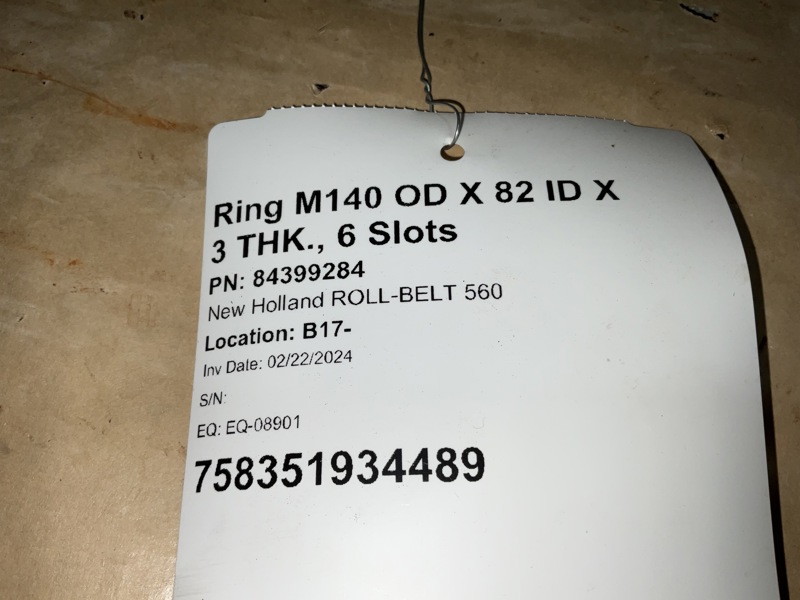 Ring M140 OD X 82 ID X
3 THK., 6 Slots
PN: 84399284
New Holland ROLL-BELT 560
Location: B17-
Inv Date: 02/22/2024
S/N:
EQ: EQ-08901
758351934489